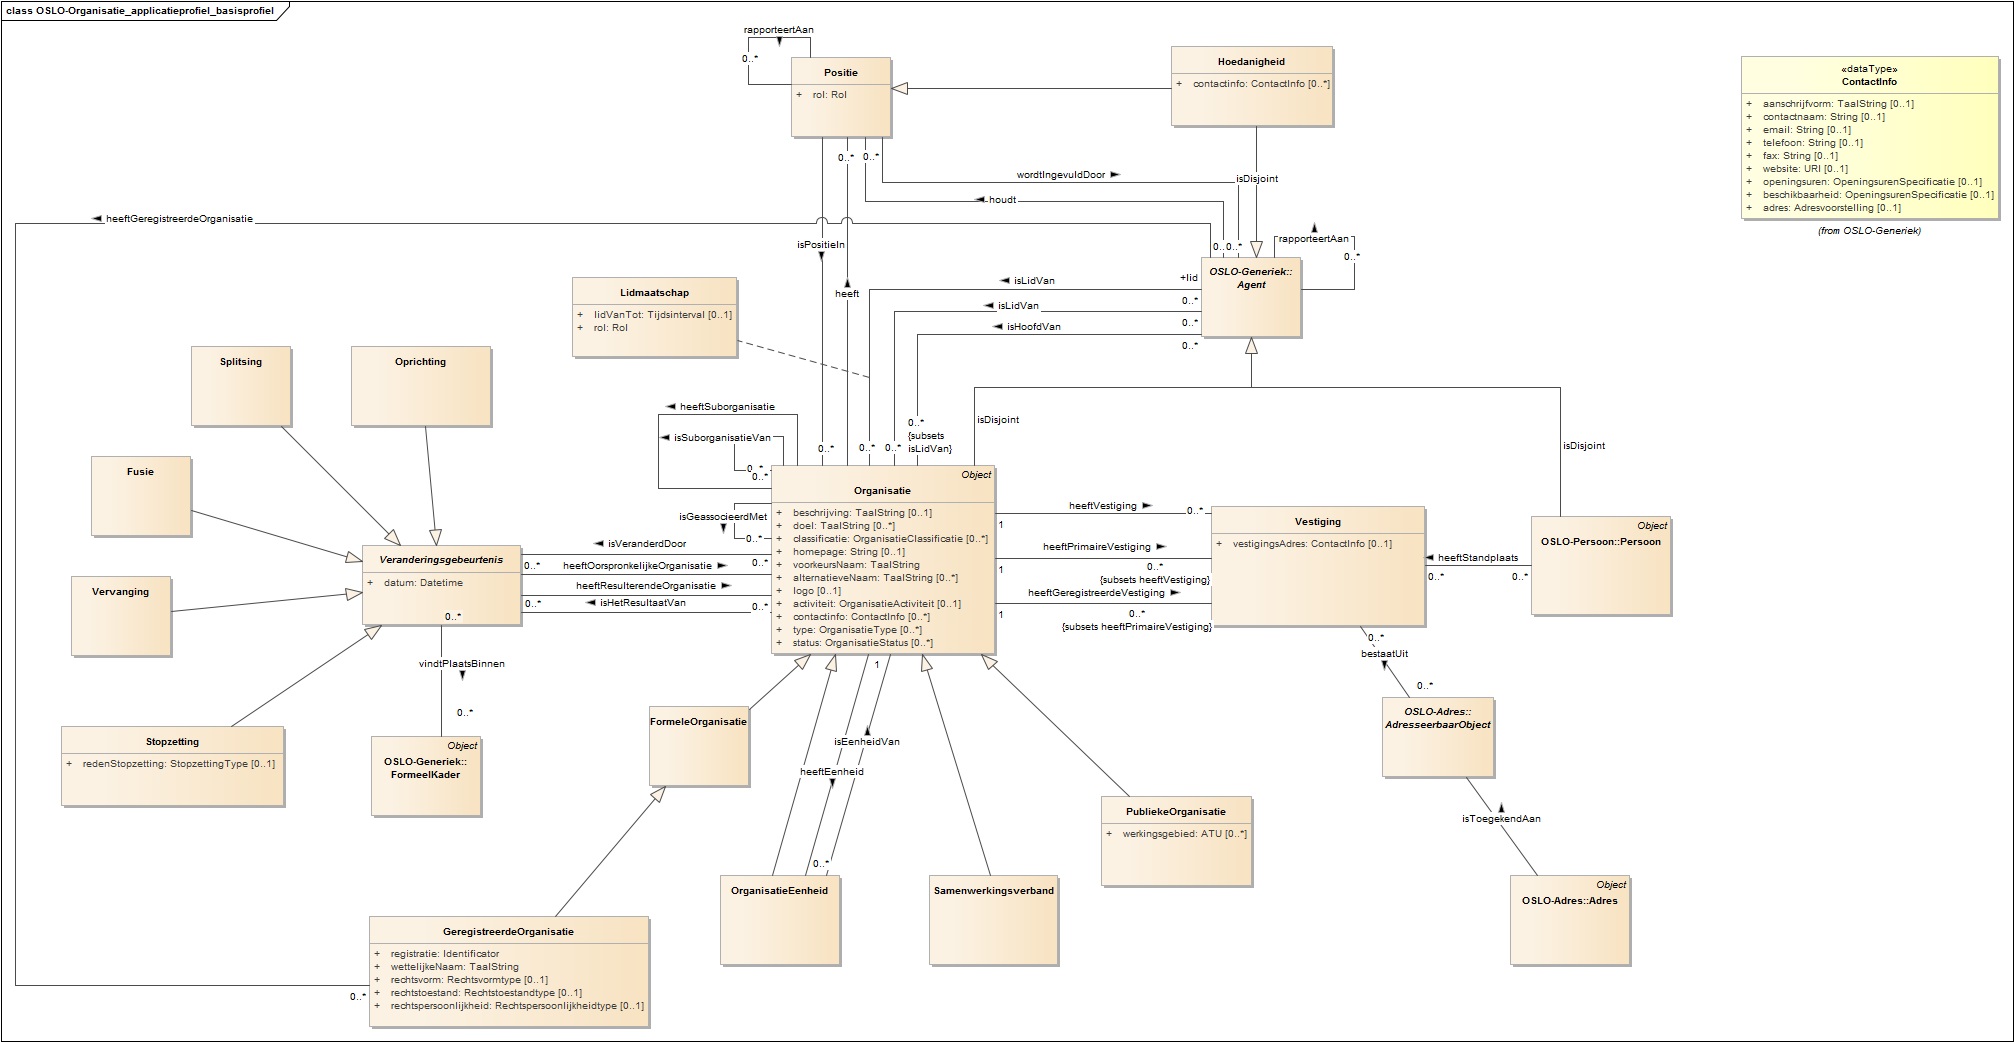 class OSLO-Organisatie_applicatieprofiel_basisprofiel
rapporteertAan
0..*
Positie
+ rol: Rol
Hoedanigheid
+ contactinfo: ContactInfo [0..*]
«dataType»
ContactInfo
+ aanschrijfvorm: TaalString [0..1]
+ contactnaam: String [0..1]
+ email: String [0..1]
+ telefoon: String [0..1]
+ fax: String [0..1]
+ website: URI [0..1]
+ openingsuren: OpeningsurenSpecificatie [0..1]
+ beschikbaarheid: OpeningsurenSpecificatie [0..1]
+ adres: Adresvoorstelling [0..1]
(from OSLO-Generiek)
0..*
0..*
wordtIngevuldDoor
isDisjoint
houdt
heeftGeregistreerdeOrganisatie
isPositieIn
heeft
0..
0..*
rapporteertAan
0..*
OSLO-Generiek::
Agent
+lid
isLidVan
0..*
isLidVan
0..*
isHoofdVan
0..*
Lidmaatschap
+ lidVanTot: Tijdsinterval [0..1]
+ rol: Rol
Splitsing
Oprichting
heeftSuborganisatie
isSuborganisatieVan
0..*
0..*
0..*
0..*
0..*
0..*
{subsets
isLidVan}
isDisjoint
isDisjoint
Fusie
Object
Organisatie
+ beschrijving: TaalString [0..1]
+ doel: TaalString [0..*]
+ classificatie: OrganisatieClassificatie [0..*]
+ homepage: String [0..1]
+ voorkeursNaam: TaalString
+ alternatieveNaam: TaalString [0..*]
+ logo [0..1]
+ activiteit: OrganisatieActiviteit [0..1]
+ contactinfo: ContactInfo [0..*]
+ type: OrganisatieType [0..*]
+ status: OrganisatieStatus [0..*]
isGeassocieerdMet
0..*
isVeranderdDoor
0..*
0..*
heeftOorspronkelijkeOrganisatie
heeftResulterendeOrganisatie
0..*
isHetResultaatVan
0..*
Veranderingsgebeurtenis
+ datum: Datetime
0..*
heeftVestiging
1
0..*
heeftPrimaireVestiging
1
0..*
{subsets heeftVestiging}
heeftGeregistreerdeVestiging
1
0..*
{subsets heeftPrimaireVestiging}
Vestiging
+ vestigingsAdres: ContactInfo [0..1]
Object
OSLO-Persoon::Persoon
heeftStandplaats
0..*
0..*
Vervanging
vindtPlaatsBinnen
0..*
0..*
bestaatUit
0..*
Stopzetting
+ redenStopzetting: StopzettingType [0..1]
Object
OSLO-Generiek::
FormeelKader
FormeleOrganisatie
1
isEenheidVan
heeftEenheid
0..*
OSLO-Adres::
AdresseerbaarObject
isToegekendAan
PubliekeOrganisatie
+ werkingsgebied: ATU [0..*]
OrganisatieEenheid
Samenwerkingsverband
Object
OSLO-Adres::Adres
GeregistreerdeOrganisatie
+ registratie: Identificator
+ wettelijkeNaam: TaalString
+ rechtsvorm: Rechtsvormtype [0..1]
+ rechtstoestand: Rechtstoestandtype [0..1]
+ rechtspersoonlijkheid: Rechtspersoonlijkheidtype [0..1]
0..*